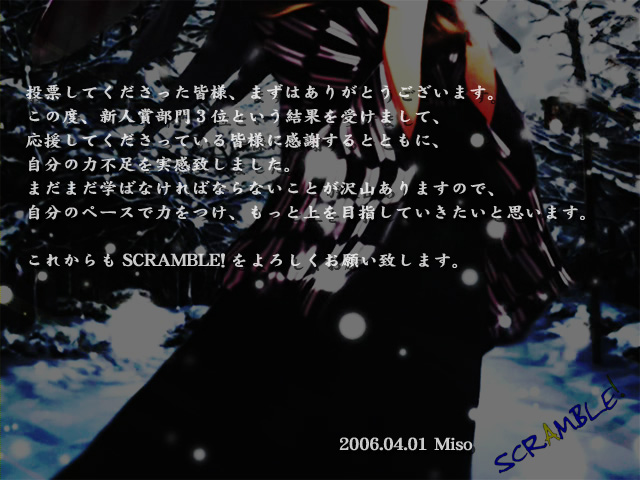 投票してくださった皆様、まずはありがとうございます。
この度、新人賞部門３位という結果を受けまして、
応援してくださっている皆様に感謝するとともに、
自分の力不足を実感致しました。
まだまだ学ばなければならないことが沢山ありますので、
自分のペースで力をつけ、もっと上を目指していきたいと思います。
これからも SCRAMBLE! をよろしくお願い致します。
2006.04.01 Miso
SCRAMBLE!